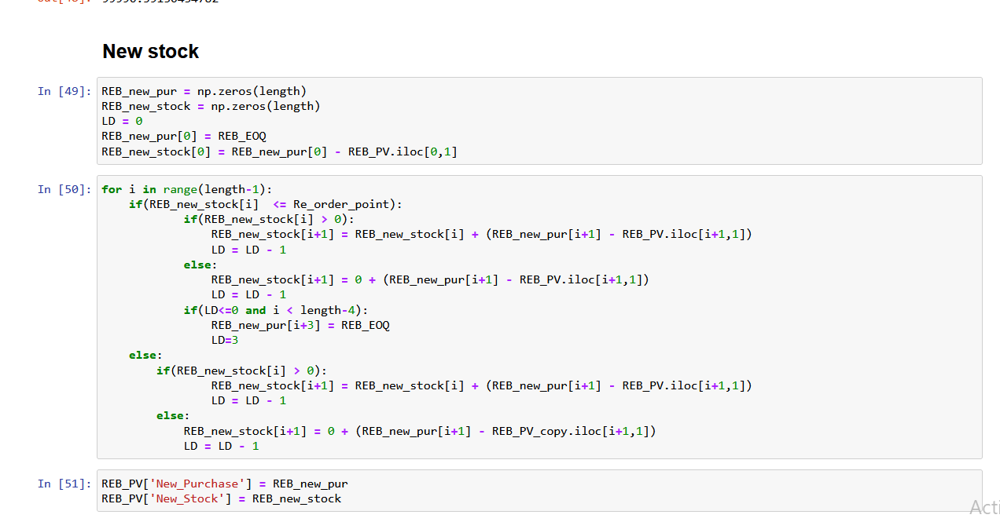 New stock
In [49]: REB_new_pur = np.zeros(length)
REB_new_stock = np.zeros(length)
LD = 0
REB_new_pur[0] = REB_EOQ
REB_new_stock[0] = REB_new_pur[0] - REB_PV.iloc[0,1]
In [50]: for i in range(length-1):
    if(REB_new_stock[i]  <= Re_order_point):
            if(REB_new_stock[i] > 0):
                REB_new_stock[i+1] = REB_new_stock[i] + (REB_new_pur[i+1] - REB_PV.iloc[i+1,1])
                LD = LD - 1
            else:
                REB_new_stock[i+1] = 0 + (REB_new_pur[i+1] - REB_PV.iloc[i+1,1])
                LD = LD - 1
            if(LD<=0 and i < length-4):
                REB_new_pur[i+3] = REB_EOQ
                LD=3
    else:
        if(REB_new_stock[i] > 0):
                REB_new_stock[i+1] = REB_new_stock[i] + (REB_new_pur[i+1] - REB_PV.iloc[i+1,1])
                LD = LD - 1
        else:
            REB_new_stock[i+1] = 0 + (REB_new_pur[i+1] - REB_PV_copy.iloc[i+1,1])
            LD = LD - 1
In [51]: REB_PV['New_Purchase'] = REB_new_pur
REB_PV['New_Stock'] = REB_new_stock
Acti